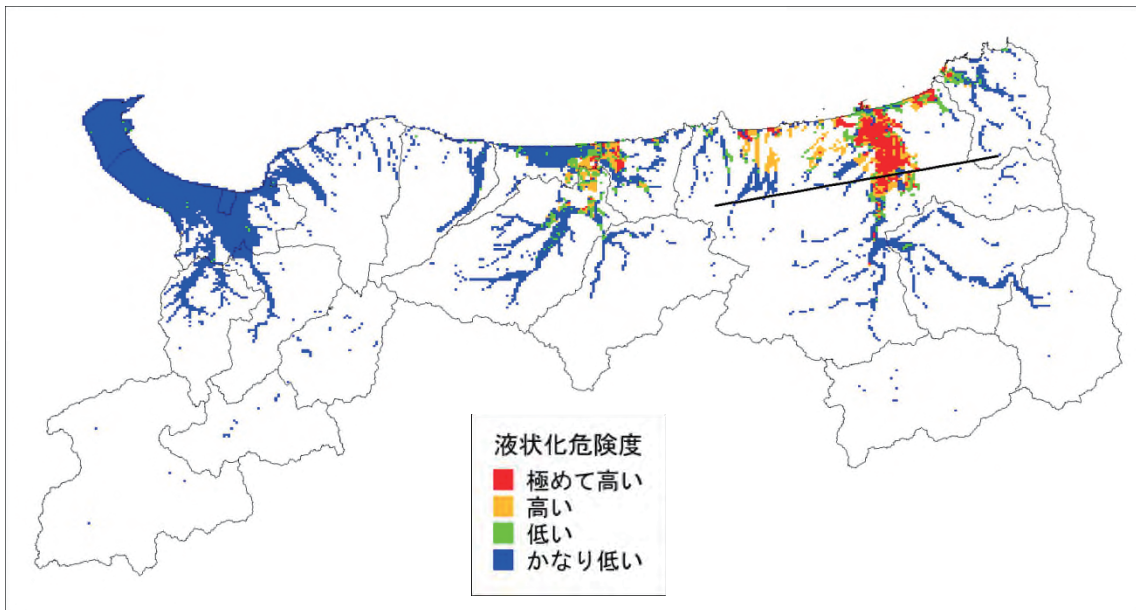 液状化危険度
極めて高い
高い
低い
かなり低い